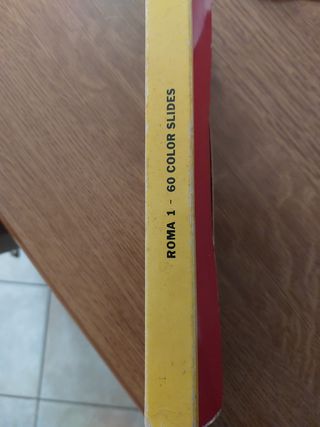 ROMA 1 - 60 COLOR SLIDES